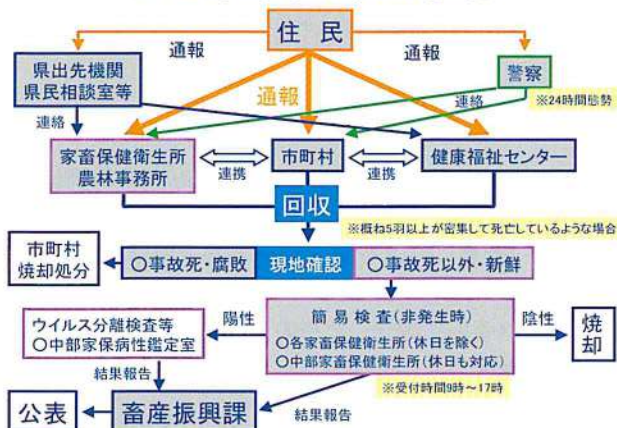 住民
通報
通報
県出先機関
県民相談室等
警察
通報
連絡
連絡
※24時間態勢
家畜保健衛生所
農林事務所
連携
市町村
連携
健康福祉センター
回収
※概ね5羽以上が密集して死亡しているような場合
市町村
焼却処分
○事故死・腐敗
現地確認
○事故死以外・新鮮
ウイルス分離検査等
○中部家保病性鑑定室
陽性
簡易検査(非発生時)
○各家畜保健衛生所(休日を除く)
○中部家畜保健衛生所(休日も対応)
陰性
焼却
結果報告
※受付時間9時～17時
公表
畜産振興課
結果報告